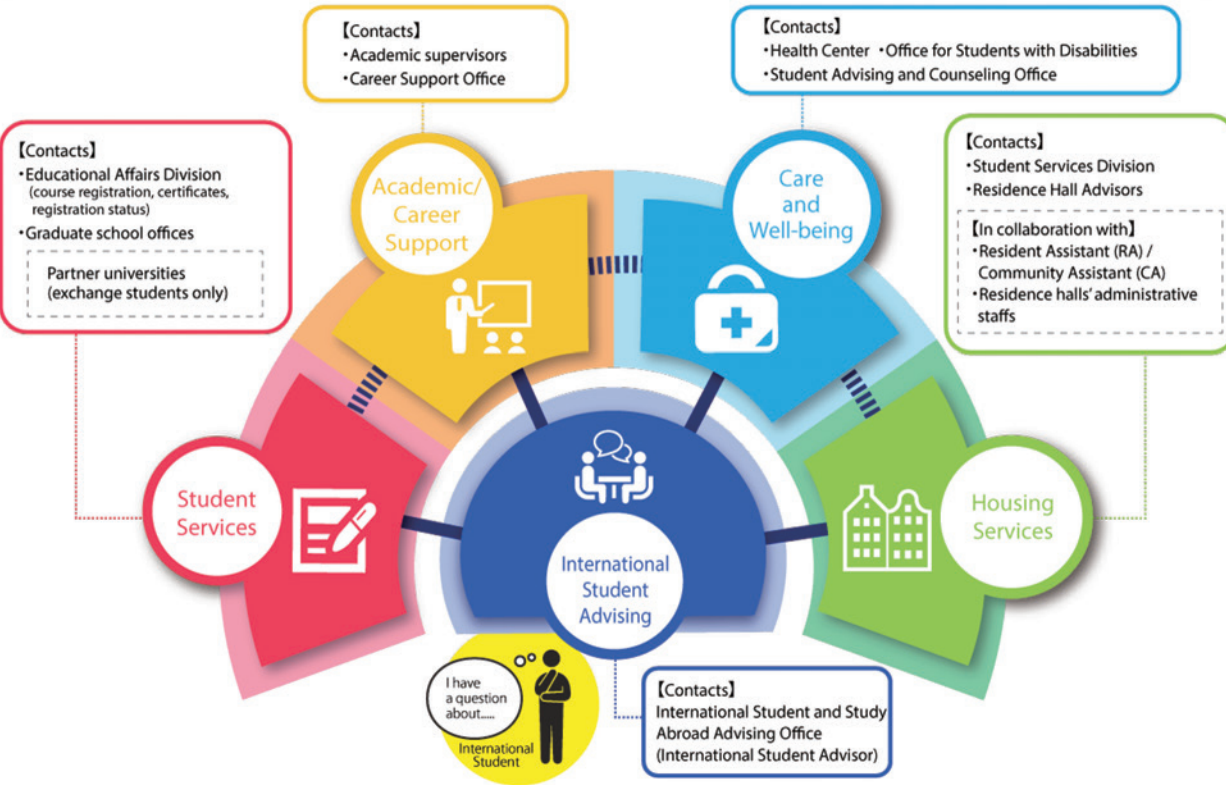 【Contacts】
・Academic supervisors
・Career Support Office
【Contacts】
・Health Center ・Office for Students with Disabilities
・Student Advising and Counseling Office
【Contacts】
・Educational Affairs Division
(course registration, certificates,
registration status)
・Graduate school offices
Partner universities
(exchange students only)
【Contacts】
・Student Services Division
・Residence Hall Advisors
【In collaboration with】
・Resident Assistant (RA) /
Community Assistant (CA)
・Residence halls' administrative
staffs
Academic/
Career
Support
Care
and
Well-being
Student
Services
Housing
Services
International
Student
Advising
I have
a question
about.....
International
Student
【Contacts】
International Student and Study
Abroad Advising Office
(International Student Advisor)